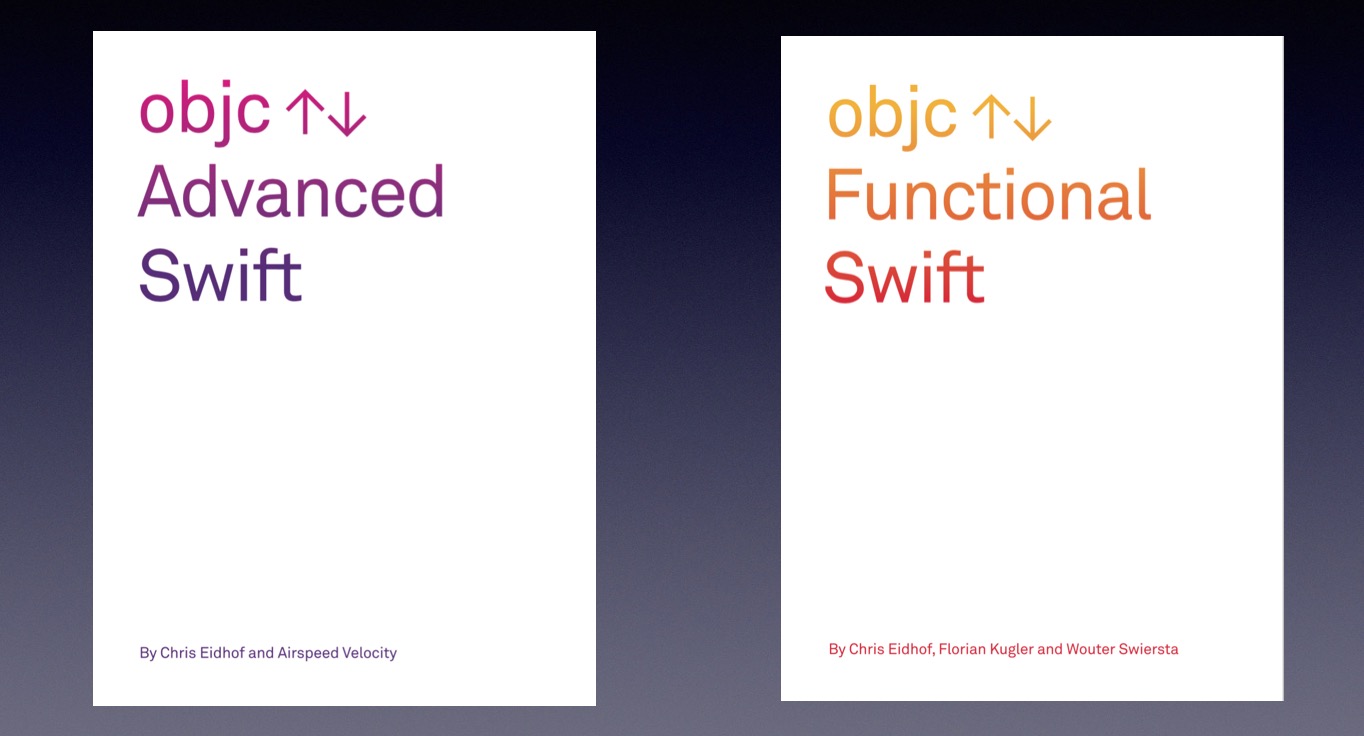 objc ↑↓
Advanced
Swift
By Chris Eidhof and Airspeed Velocity
objc ↑↓
Functional
Swift
By Chris Eidhof, Florian Kugler and Wouter Swiersta